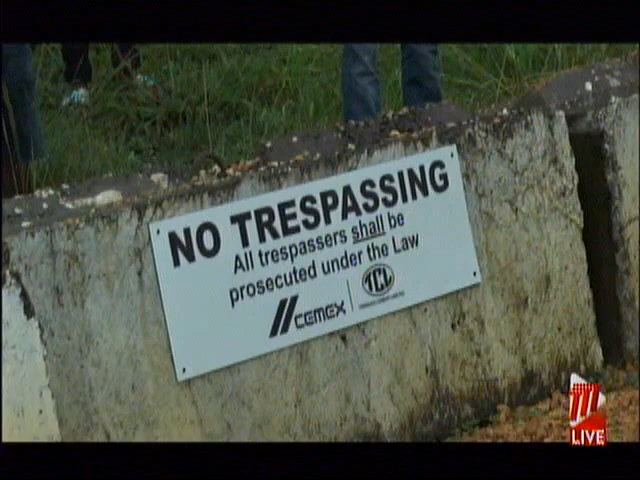 NO TRESPASSING
All trespassers shall be
prosecuted under the Law
CEMEX TCL
LIVE